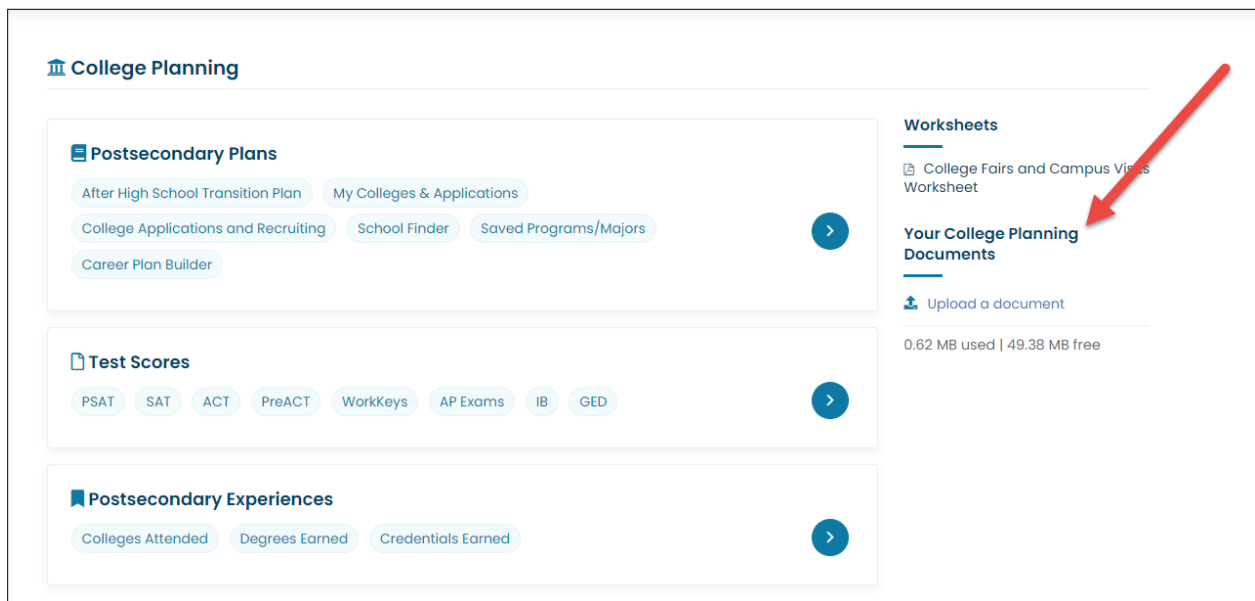 College Planning
Postsecondary Plans
After High School Transition Plan My Colleges & Applications
College Applications and Recruiting School Finder Saved Programs/Majors
Career Plan Builder
Test Scores
PSAT SAT ACT PreACT WorkKeys AP Exams IB GED
Postsecondary Experiences
Colleges Attended Degrees Earned Credentials Earned
Worksheets
College Fairs and Campus Visits
Worksheet
Your College Planning
Documents
Upload a document
0.62 MB used | 49.38 MB free